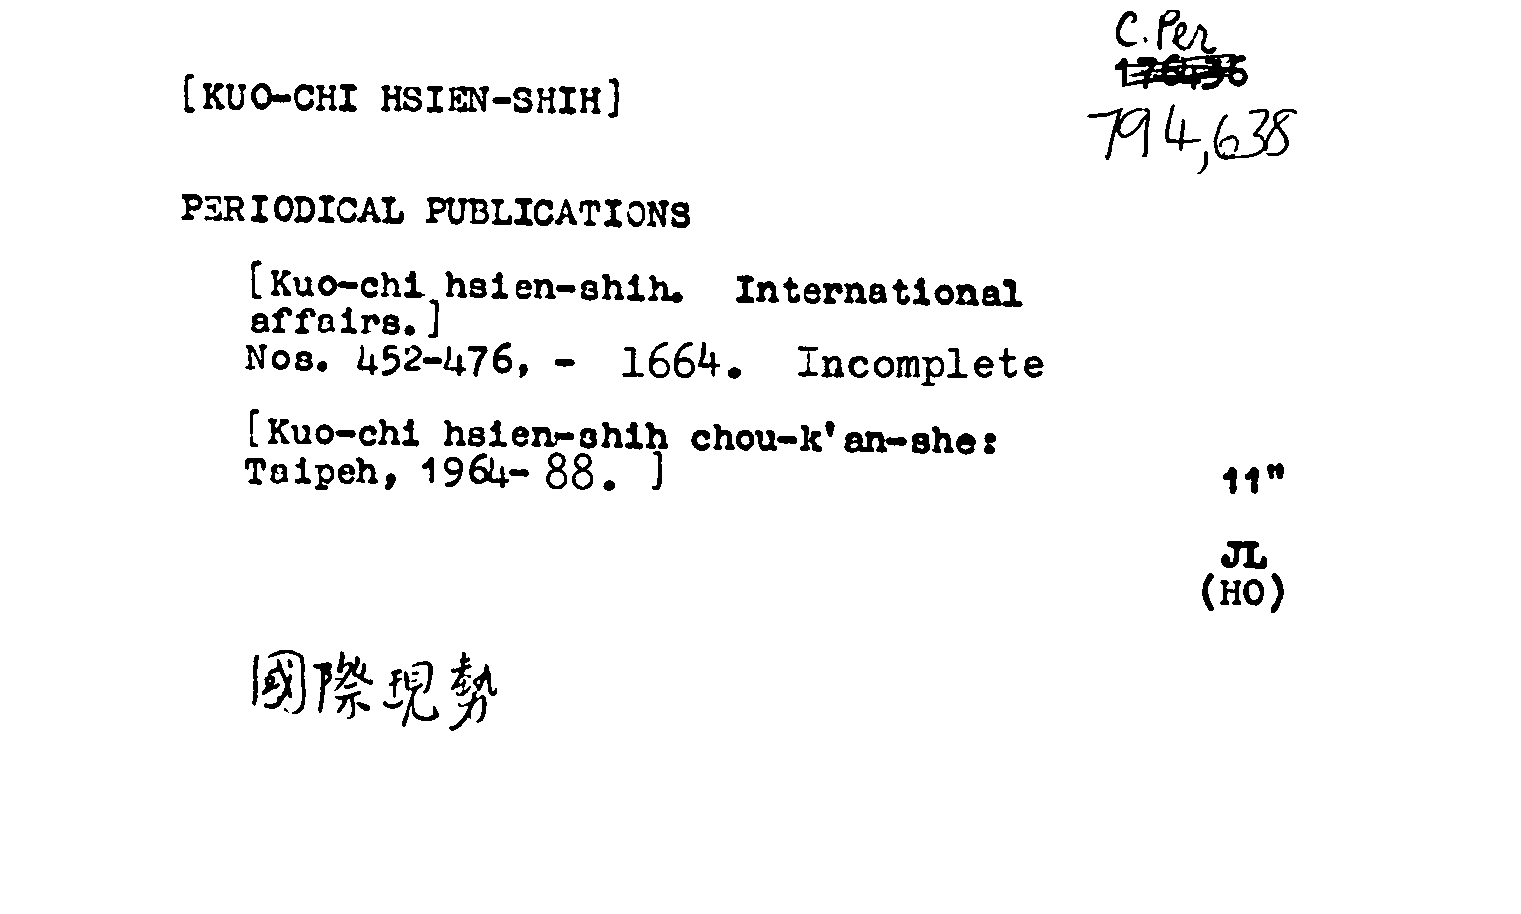 C. Per
[KUO-CHI HSIEN-SHIH]
794,638
PERIODICAL PUBLICATIONS
[Kuo-chi hsien-shih. International
affairs.]
Nos. 452-476, - 1664. Incomplete
[Kuo-chi hsien-shih chou-k'an-she:
Taipeh, 1964- 88. ]
11"
JL
(HO)
國際現勢